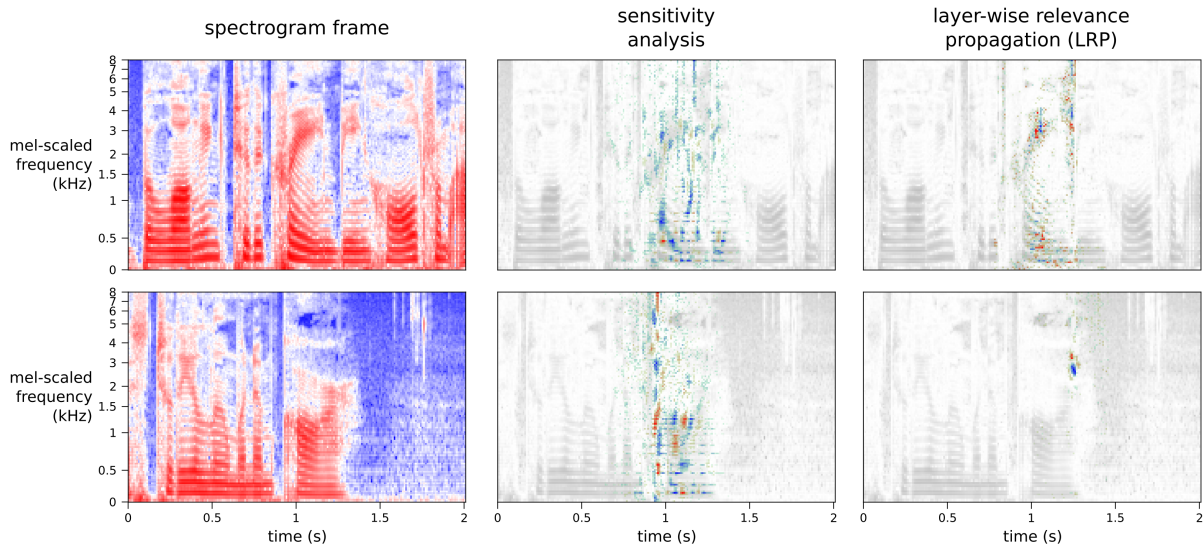 spectrogram frame
sensitivity
analysis
layer-wise relevance
propagation (LRP)
mel-scaled
frequency
(kHz)
8
7
6
5
4
3
2
1.5
1
0.5
0
mel-scaled
frequency
(kHz)
8
7
6
5
4
3
2
1.5
1
0.5
0
0 0.5 1 1.5 2
0 0.5 1 1.5 2
0 0.5 1 1.5 2
time (s)
time (s)
time (s)